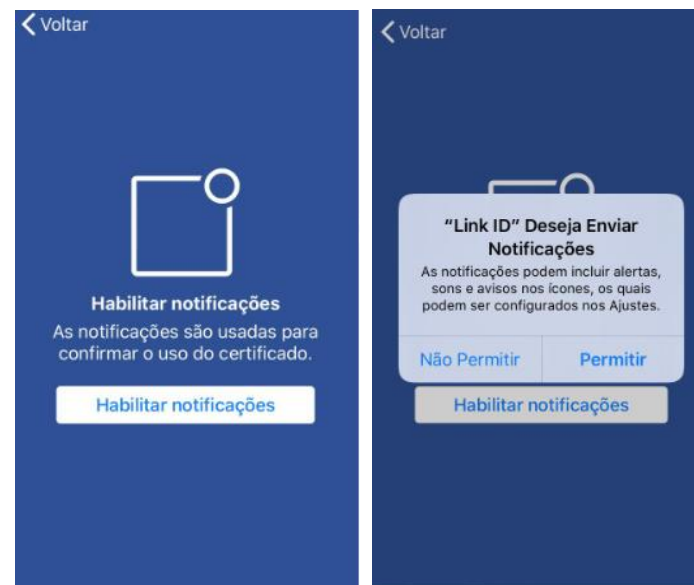 Voltar
Habilitar notificações
As notificações são usadas para
confirmar o uso do certificado.
Habilitar notificações
Voltar
"Link ID" Deseja Enviar
Notificações
As notificações podem incluir alertas,
sons e avisos nos ícones, os quais
podem ser configurados nos Ajustes.
Não Permitir
Permitir
Habilitar notificações